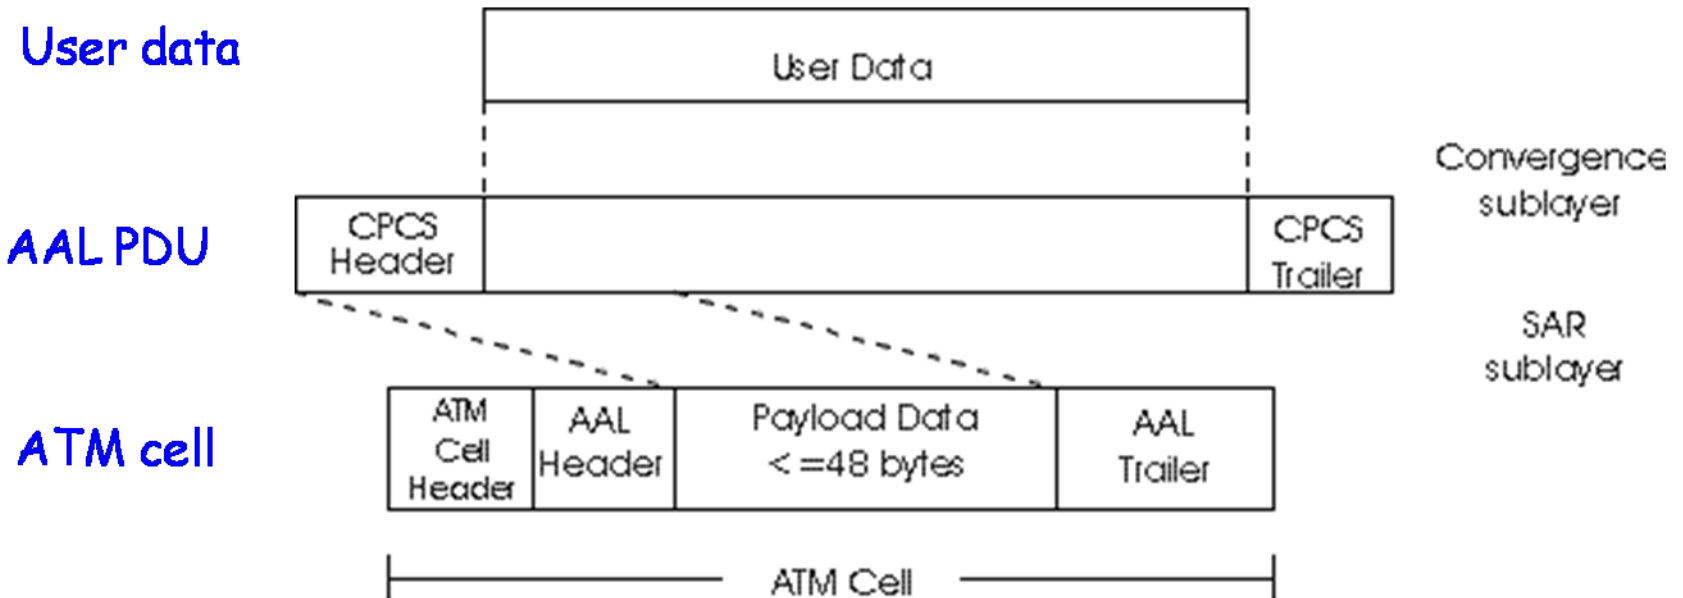 User data
User Data
Convergence
sublayer
AAL PDU
CPCS
Header
CPCS
Trailer
SAR
sublayer
ATM cell
ATM
Cell
Header
AAL
Header
Payload Data
< =48 bytes
AAL
Trailer
ATM Cell